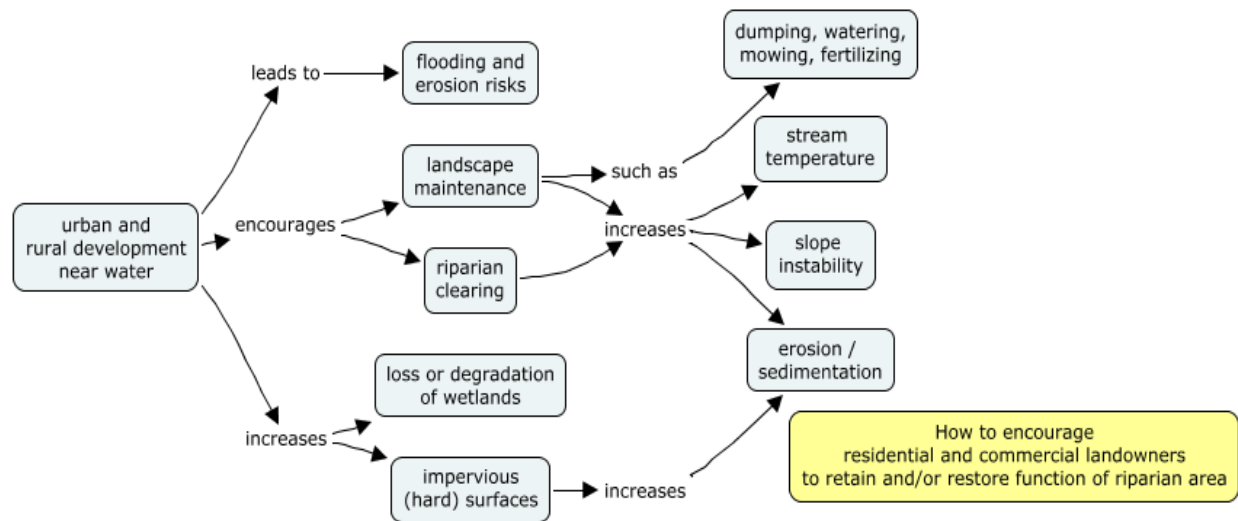 dumping, watering,
mowing, fertilizing
flooding and
erosion risks
leads to
stream
temperature
landscape
maintenance
such as
urban and
rural development
near water
encourages
increases
slope
instability
riparian
clearing
erosion /
sedimentation
loss or degradation
of wetlands
increases
impervious
(hard) surfaces
increases
How to encourage
residential and commercial landowners
to retain and/or restore function of riparian area